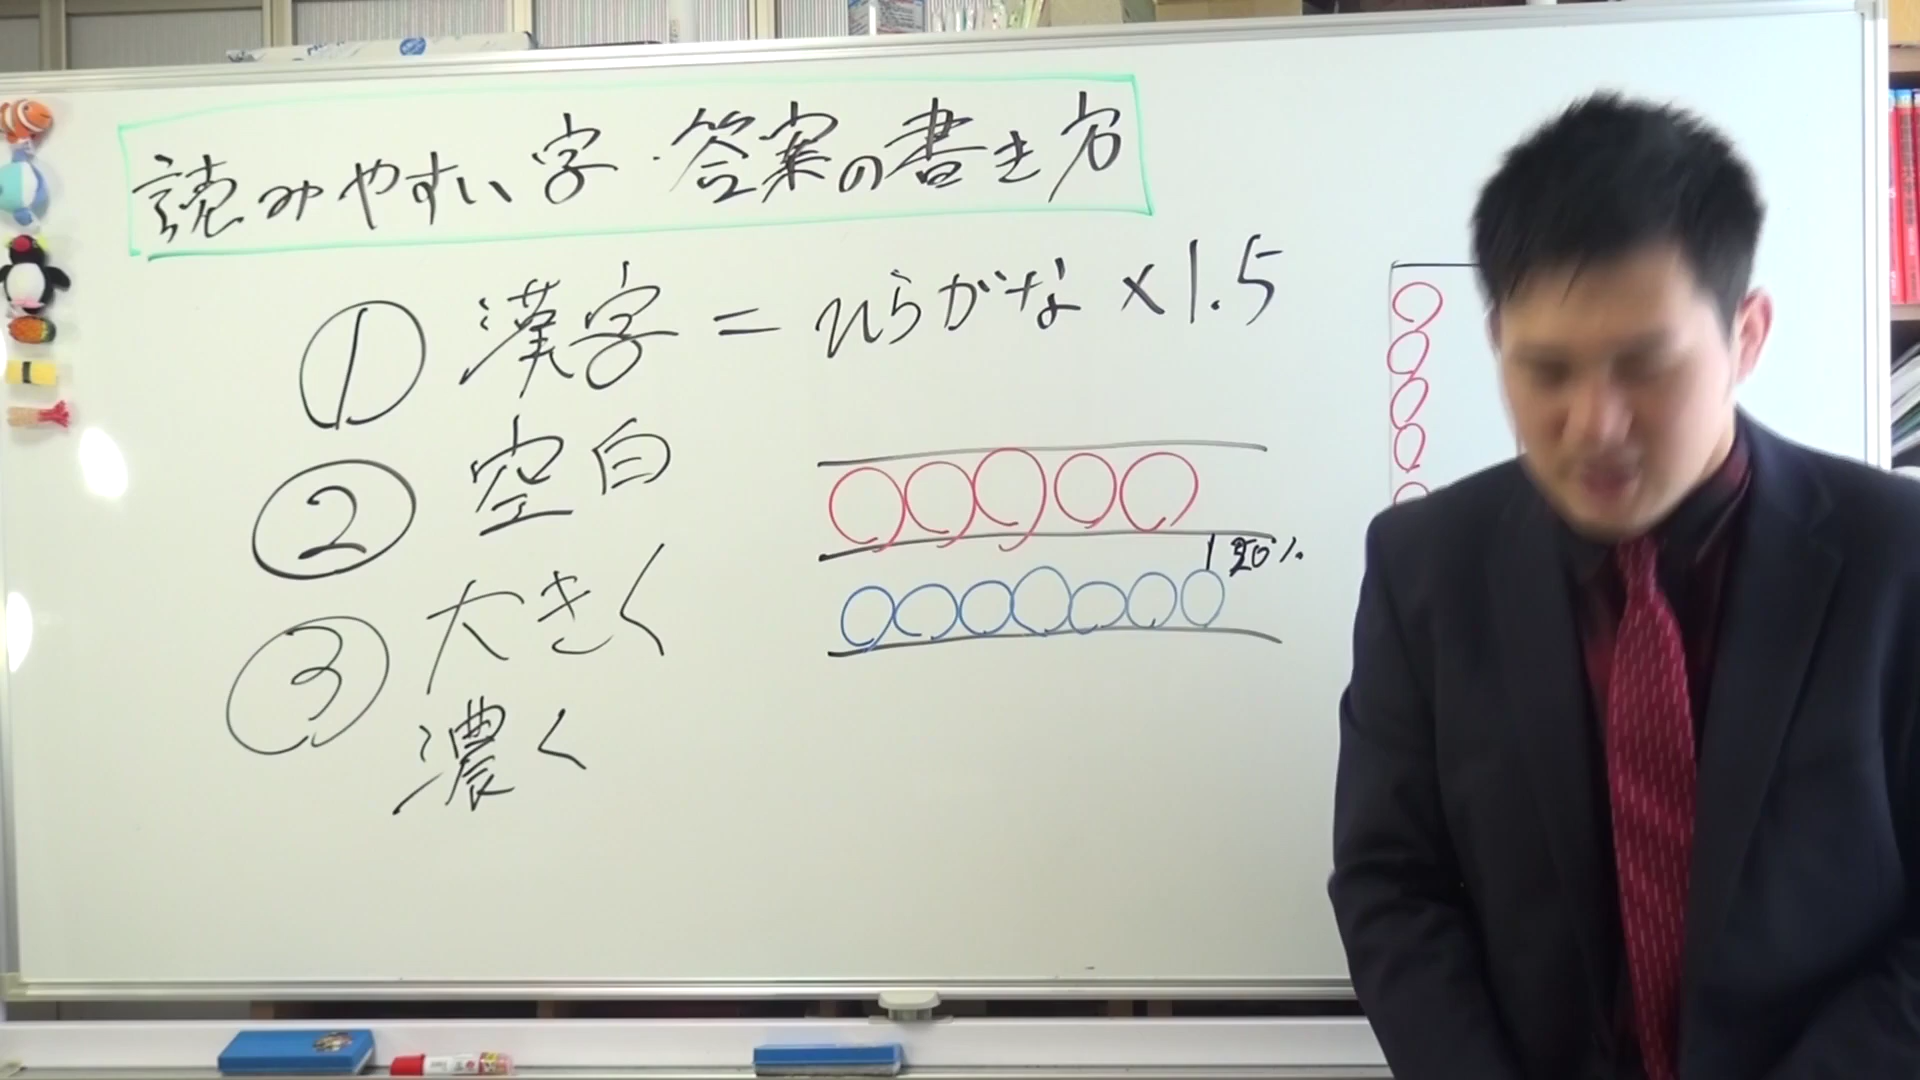 読みやすい字・答案の書き方
① 漢字 = ひらがな × 1.5
② 空白
120%
③ 大きく
濃く